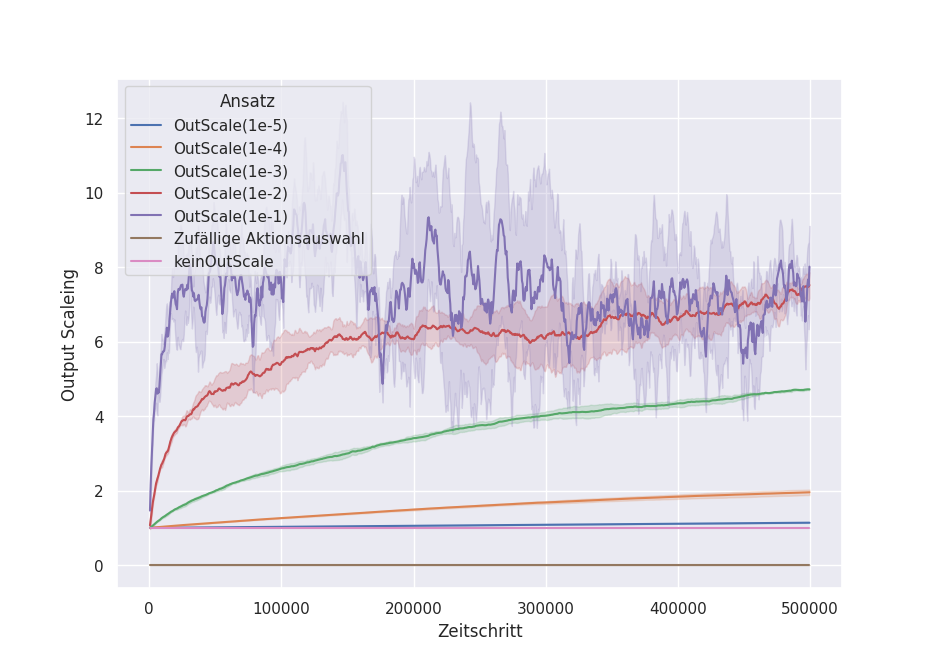 Ansatz
OutScale(1e-5)
OutScale(1e-4)
OutScale(1e-3)
OutScale(1e-2)
OutScale(1e-1)
Zufällige Aktionsauswahl
keinOutScale
Output Scaleing
12
10
8
6
4
2
0
0 100000 200000 300000 400000 500000
Zeitschritt